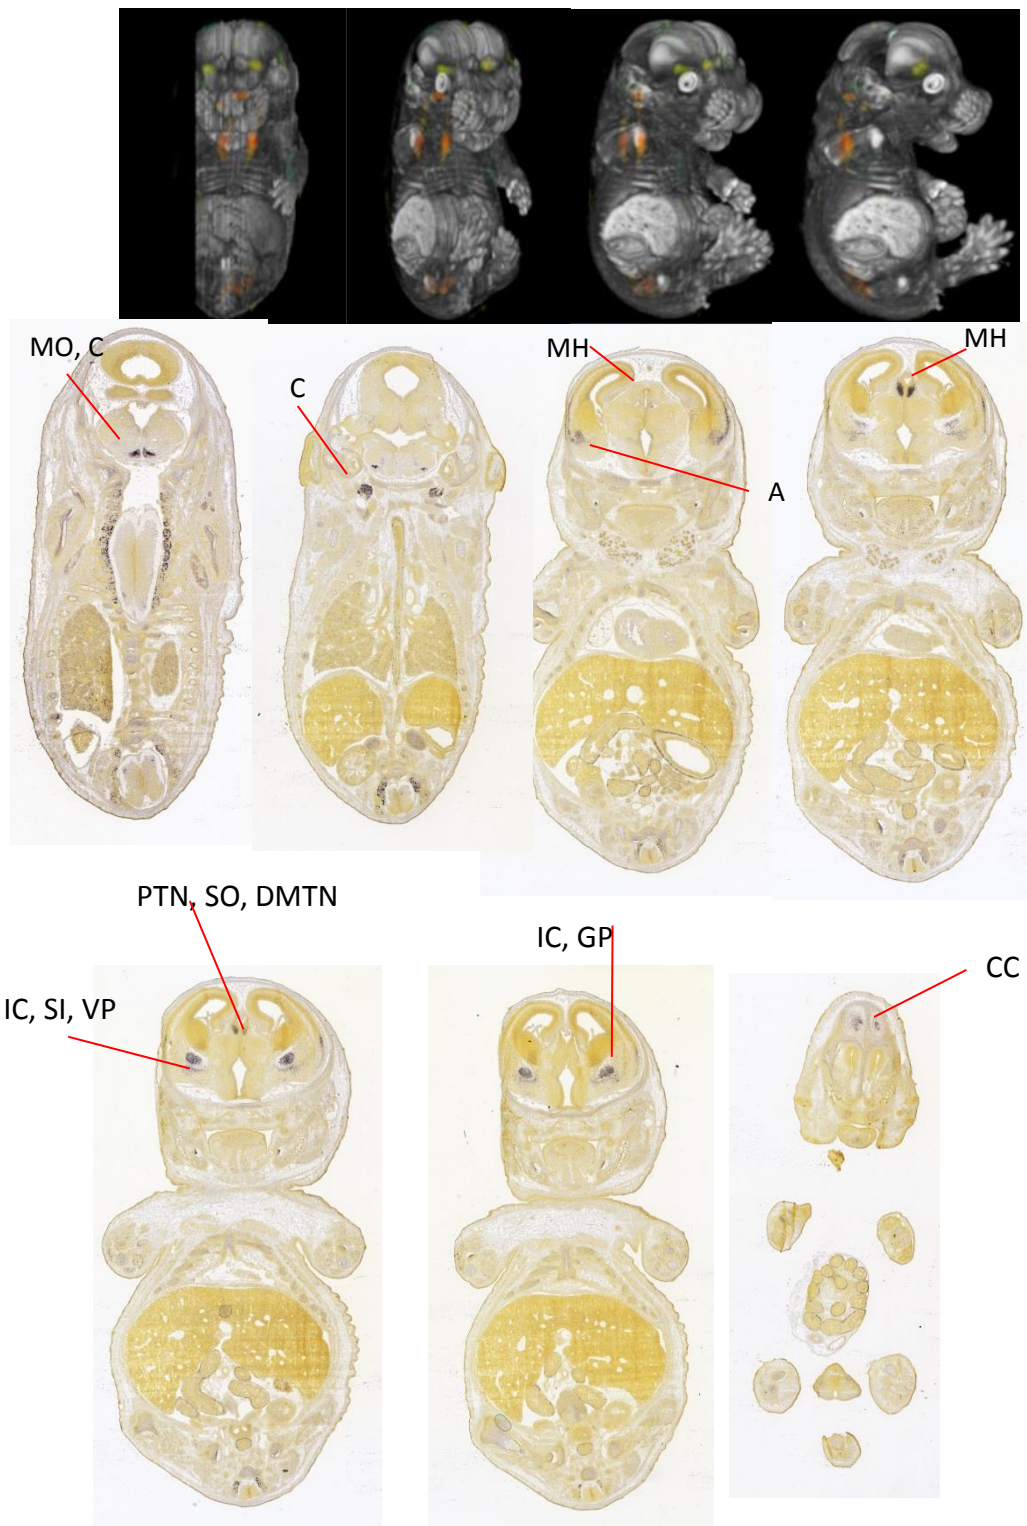 MO, C
C
MH
MH
A
PTN, SO, DMTN
IC, GP
CC
IC, SI, VP